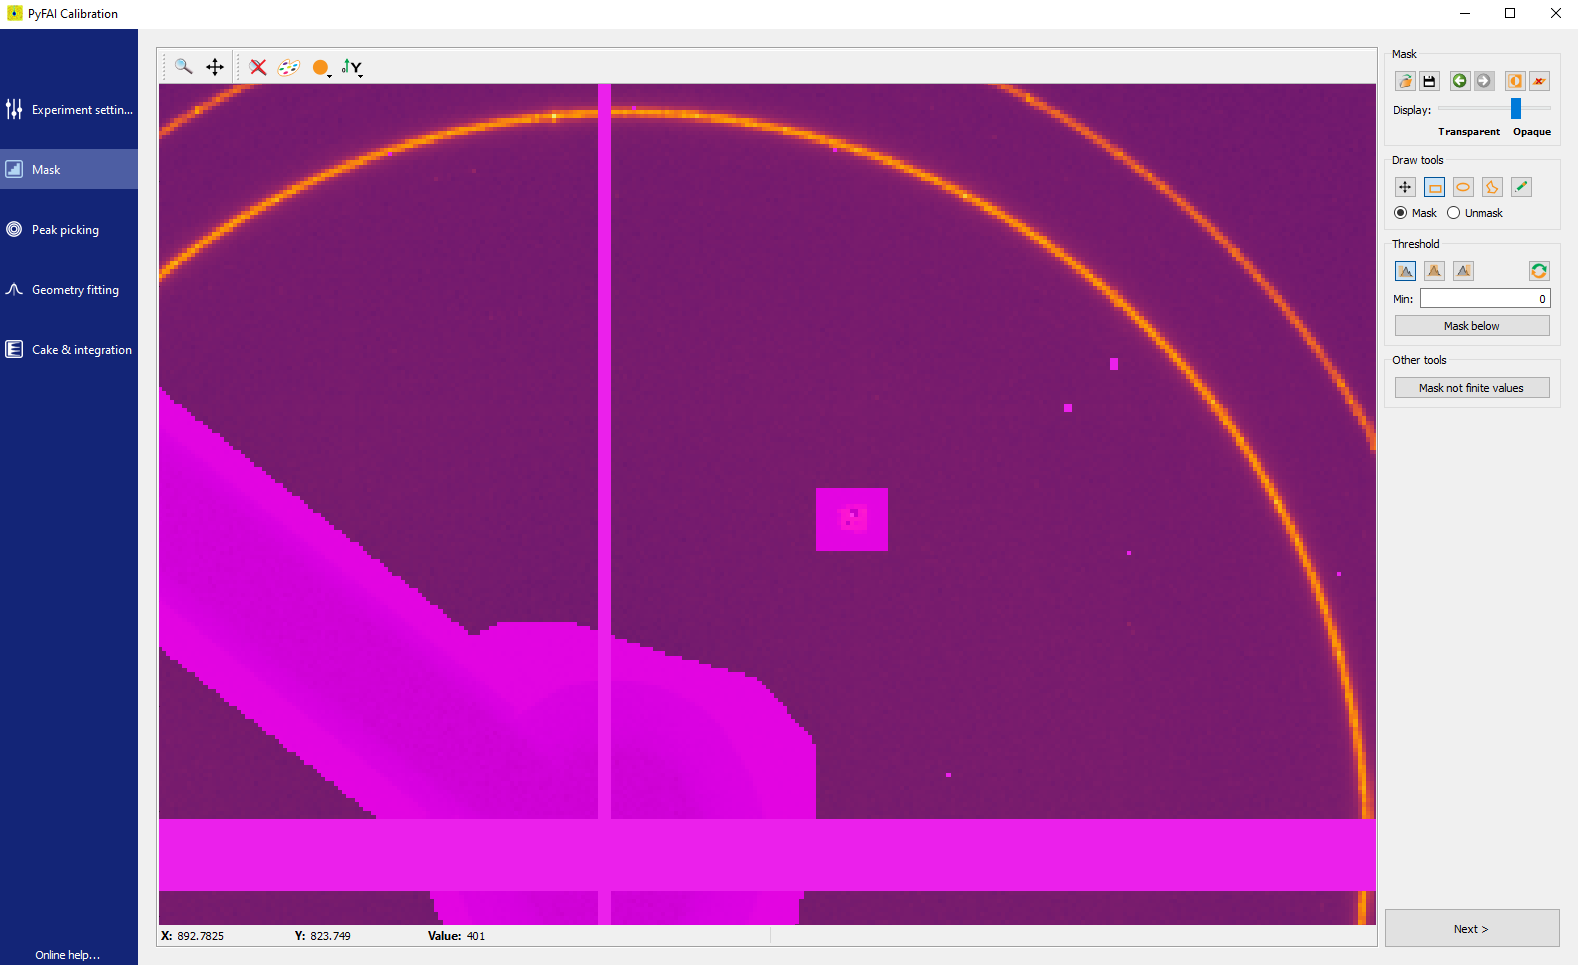 PyFAI Calibration
Experiment settin...
Mask
Peak picking
Geometry fitting
Cake & integration
Online help...
Y
X: 892.7825 Y: 823.749 Value: 401
Mask
Display:
Transparent Opaque
Draw tools
Mask Unmask
Threshold
Min: 0
Mask below
Other tools
Mask not finite values
Next >